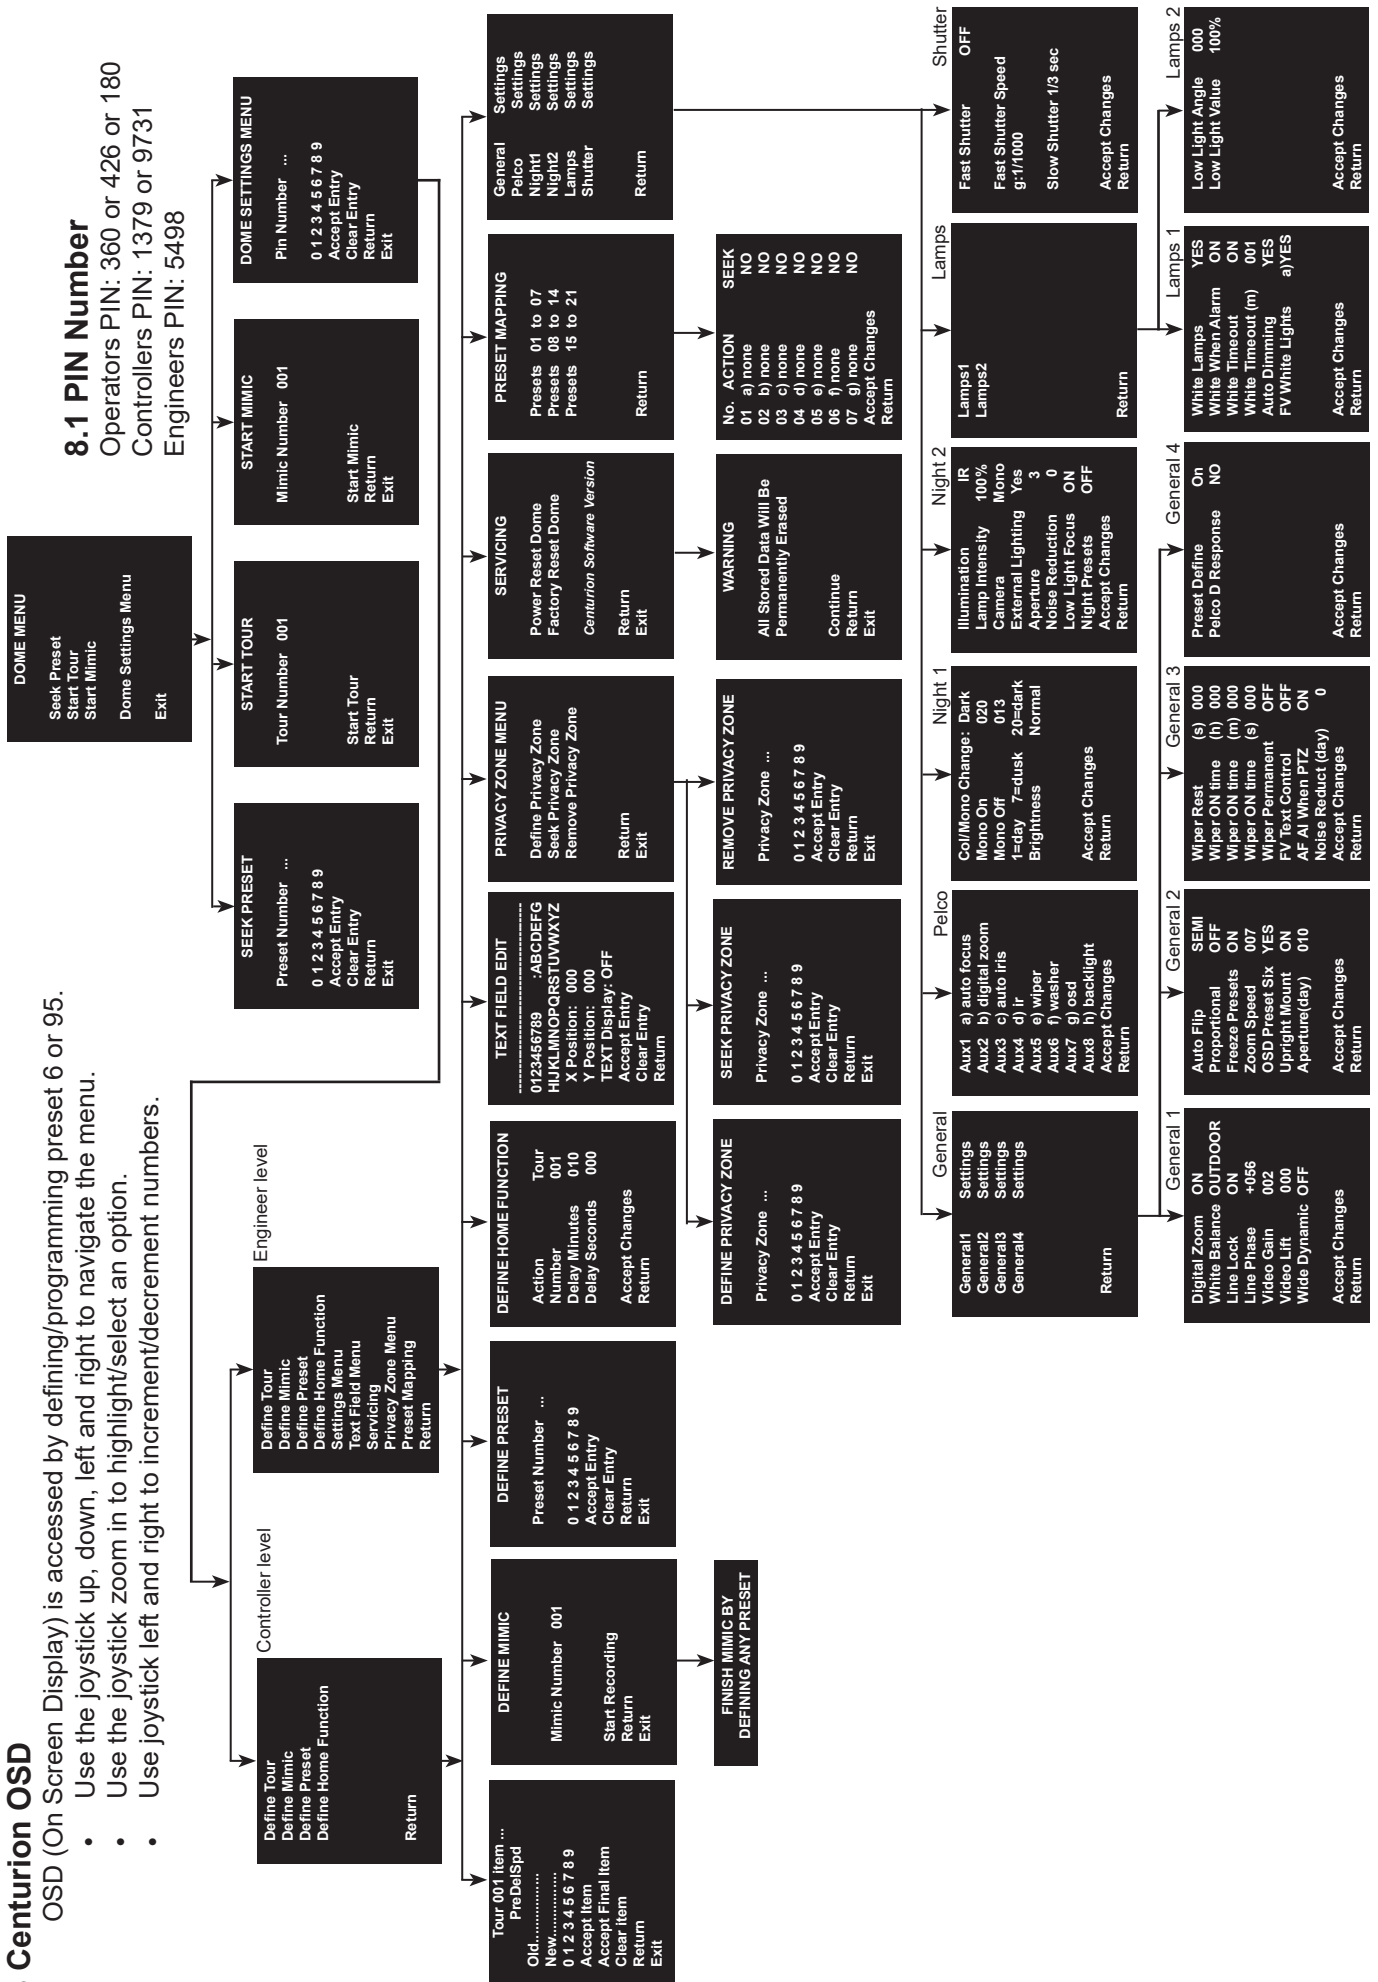 Centurion OSD
OSD (On Screen Display) is accessed by defining/programming preset 6 or 95.
• Use the joystick up, down, left and right to navigate the menu.
• Use the joystick zoom in to highlight/select an option.
• Use joystick left and right to increment/decrement numbers.
8.1 PIN Number
Operators PIN: 360 or 426 or 180
Controllers PIN: 1379 or 9731
Engineers PIN: 5498
DOME MENU
Seek Preset
Start Tour
Start Mimic
Dome Settings Menu
Exit
SEEK PRESET
Preset Number ...
0 1 2 3 4 5 6 7 8 9
Accept Entry
Clear Entry
Return
Exit
START TOUR
Tour Number 001
Start Tour
Return
Exit
START MIMIC
Mimic Number 001
Start Mimic
Return
Exit
DOME SETTINGS MENU
Pin Number ...
0 1 2 3 4 5 6 7 8 9
Accept Entry
Clear Entry
Return
Exit
Controller level
Define Tour
Define Mimic
Define Preset
Define Home Function
Return
Engineer level
Define Tour
Define Mimic
Define Preset
Define Home Function
Settings Menu
Text Field Menu
Servicing
Privacy Zone Menu
Preset Mapping
Return
Tour 001 item ...
PreDelSpd
Old................
New................
0 1 2 3 4 5 6 7 8 9
Accept Item
Accept Final Item
Clear item
Return
Exit
DEFINE MIMIC
Mimic Number 001
Start Recording
Return
Exit
DEFINE PRESET
Preset Number ...
0 1 2 3 4 5 6 7 8 9
Accept Entry
Clear Entry
Return
Exit
DEFINE HOME FUNCTION
Action Tour
Number 001
Delay Minutes 010
Delay Seconds 000
Accept Changes
Return
TEXT FIELD EDIT
----------------------------------------
0123456789 :ABCDEFG
HIJKLMNOPQRSTUVWXYZ
X Position: 000
Y Position: 000
TEXT Display: OFF
Accept Entry
Clear Entry
Return
PRIVACY ZONE MENU
Define Privacy Zone
Seek Privacy Zone
Remove Privacy Zone
Return
Exit
SERVICING
Power Reset Dome
Factory Reset Dome
Centurion Software Version
Return
Exit
PRESET MAPPING
Presets 01 to 07
Presets 08 to 14
Presets 15 to 21
Return
General Settings
Pelco Settings
Night1 Settings
Night2 Settings
Lamps Settings
Shutter Settings
Return
FINISH MIMIC BY
DEFINING ANY PRESET
DEFINE PRIVACY ZONE
Privacy Zone ...
0 1 2 3 4 5 6 7 8 9
Accept Entry
Clear Entry
Return
Exit
SEEK PRIVACY ZONE
Privacy Zone ...
0 1 2 3 4 5 6 7 8 9
Accept Entry
Clear Entry
Return
Exit
REMOVE PRIVACY ZONE
Privacy Zone ...
0 1 2 3 4 5 6 7 8 9
Accept Entry
Clear Entry
Return
Exit
WARNING
All Stored Data Will Be
Permanently Erased
Continue
Return
Exit
No. ACTION SEEK
01 a) none NO
02 b) none NO
03 c) none NO
04 d) none NO
05 e) none NO
06 f) none NO
07 g) none NO
Accept Changes
Return
General
General1 Settings
General2 Settings
General3 Settings
General4 Settings
Return
Pelco
Aux1 a) auto focus
Aux2 b) digital zoom
Aux3 c) auto iris
Aux4 d) ir
Aux5 e) wiper
Aux6 f) washer
Aux7 g) osd
Aux8 h) backlight
Accept Changes
Return
Night 1
Col/Mono Change: Dark
Mono On 020
Mono Off 013
1=day 7=dusk 20=dark
Brightness Normal
Accept Changes
Return
Night 2
Illumination IR
Lamp Intensity 100%
Camera Mono
External Lighting Yes
Aperture 3
Noise Reduction 0
Low Light Focus ON
Night Presets OFF
Accept Changes
Return
Lamps
Lamps1
Lamps2
Return
Shutter
Fast Shutter OFF
Fast Shutter Speed
g:1/1000
Slow Shutter 1/3 sec
Accept Changes
Return
General 1
Digital Zoom ON
White Balance OUTDOOR
Line Lock ON
Line Phase +056
Video Gain 002
Video Lift 000
Wide Dynamic OFF
Accept Changes
Return
General 2
Auto Flip SEMI
Proportional OFF
Freeze Presets ON
Zoom Speed 007
OSD Preset Six YES
Upright Mount ON
Aperture(day) 010
Accept Changes
Return
General 3
Wiper Rest (s) 000
Wiper ON time (h) 000
Wiper ON time (m) 000
Wiper ON time (s) 000
Wiper Permanent OFF
FV Text Control OFF
AF AI When PTZ ON
Noise Reduct (day) 0
Accept Changes
Return
General 4
Preset Define On
Pelco D Response NO
Accept Changes
Return
Lamps 1
White Lamps YES
White When Alarm ON
White Timeout ON
White Timeout (m) 001
Auto Dimming YES
FV White Lights a)YES
Accept Changes
Return
Lamps 2
Low Light Angle 000
Low Light Value 100%
Accept Changes
Return